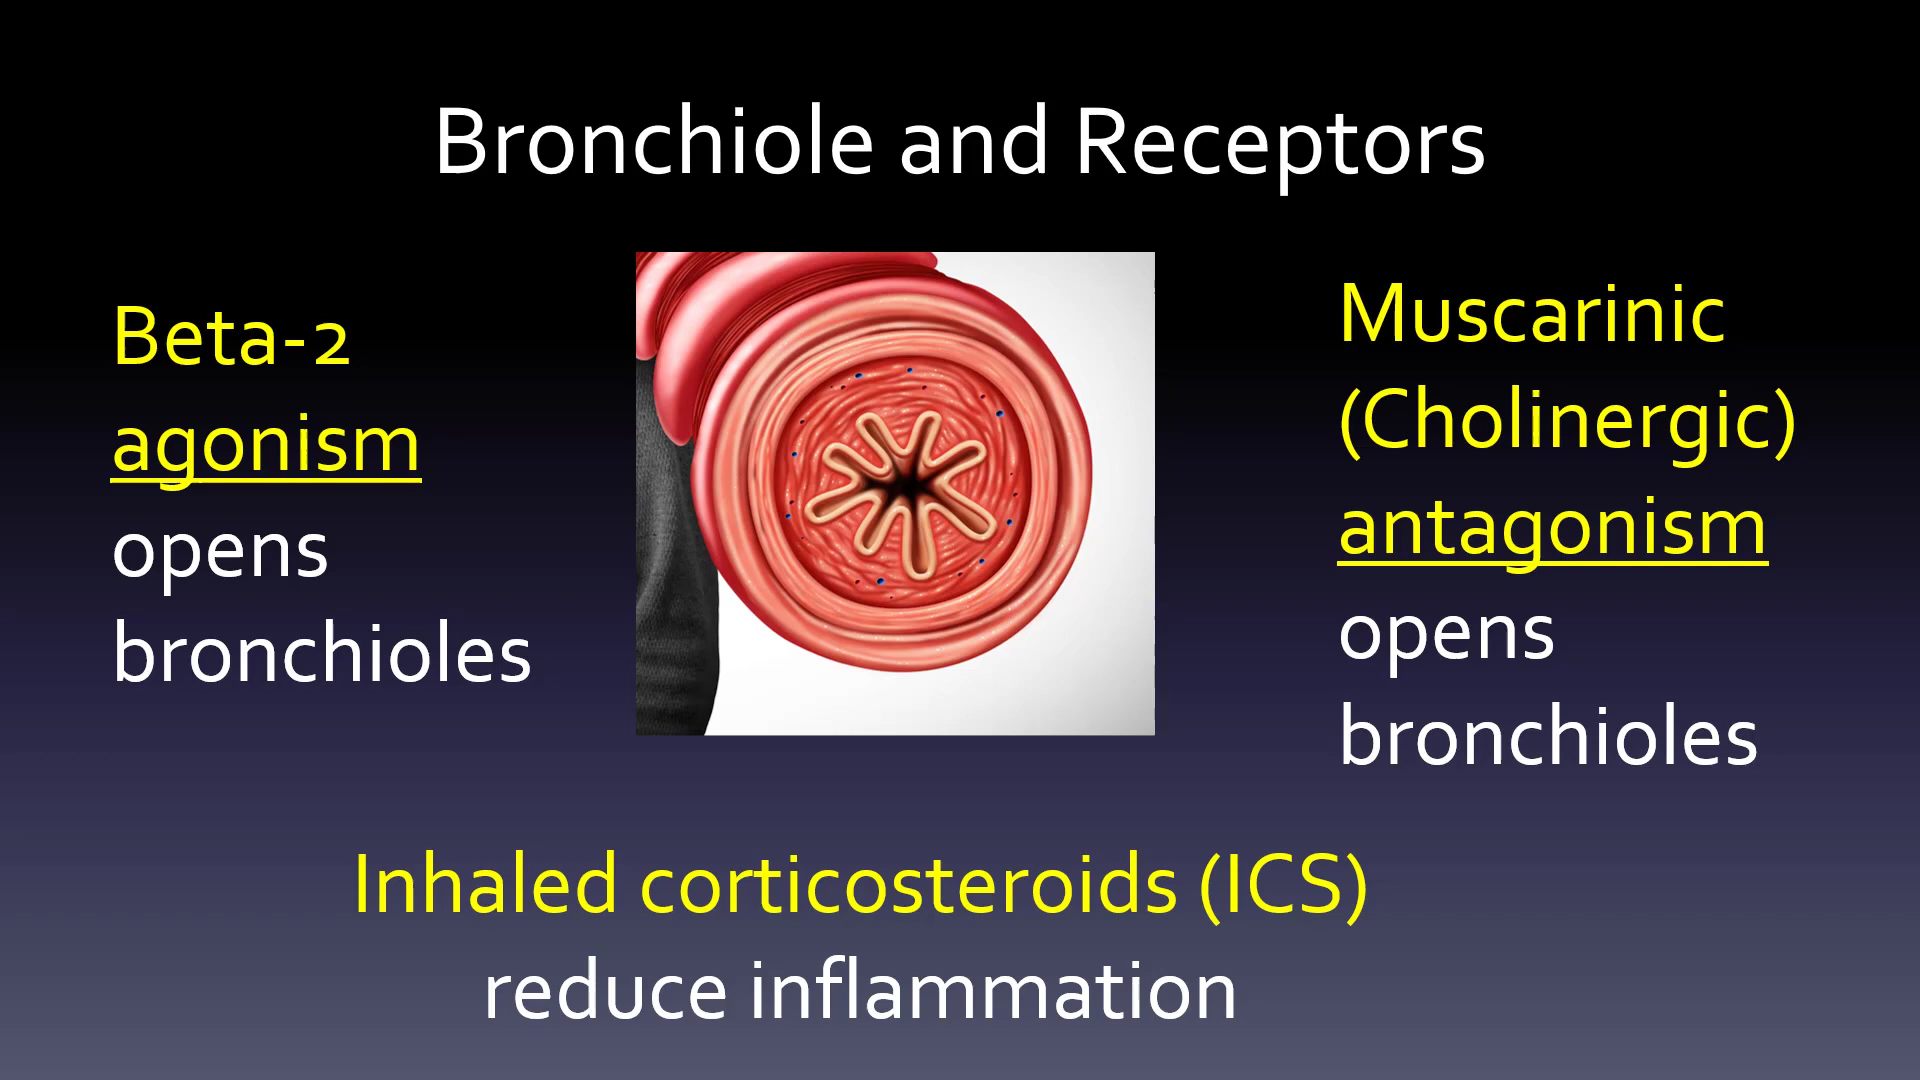 Bronchiole and Receptors
Beta-2
agonism
opens
bronchioles
Muscarinic
(Cholinergic)
antagonism
opens
bronchioles
Inhaled corticosteroids (ICS)
reduce inflammation